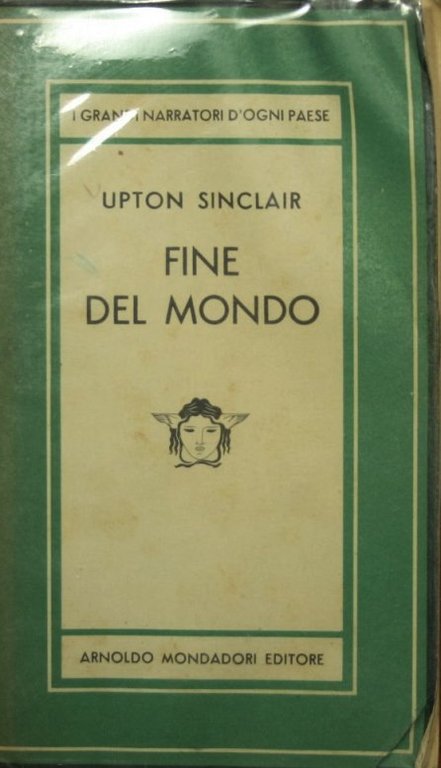 I GRANDI NARRATORI D'OGNI PAESE
UPTON SINCLAIR
FINE
DEL MONDO
ARNOLDO MONDADORI EDITORE